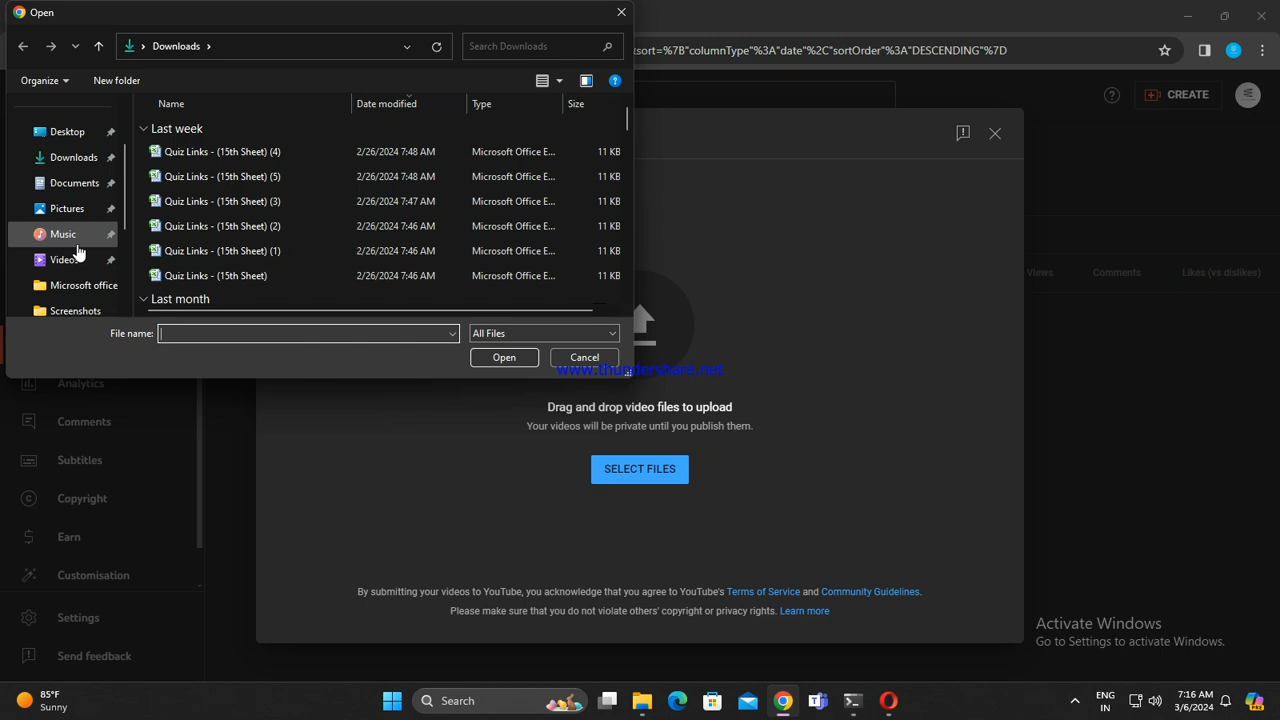 Open
Downloads
Search Downloads
sort=%7B"columnType"%3A"date"%2C"sortOrder"%3A"DESCENDING"%7D
Organize
New folder
CREATE
Name
Date modified
Type
Size
Last week
Desktop
Downloads
Documents
Pictures
Music
Videos
Microsoft office
Screenshots
Quiz Links - (15th Sheet) (4) 2/26/2024 7:48 AM Microsoft Office E... 11 KB
Quiz Links - (15th Sheet) (5) 2/26/2024 7:48 AM Microsoft Office E... 11 KB
Quiz Links - (15th Sheet) (3) 2/26/2024 7:47 AM Microsoft Office E... 11 KB
Quiz Links - (15th Sheet) (2) 2/26/2024 7:46 AM Microsoft Office E... 11 KB
Quiz Links - (15th Sheet) (1) 2/26/2024 7:46 AM Microsoft Office E... 11 KB
Quiz Links - (15th Sheet) 2/26/2024 7:46 AM Microsoft Office E... 11 KB
Last month
Views
Comments
Likes (vs dislikes)
File name:
All Files
Open
Cancel
www.thundershare.net
Analytics
Comments
Subtitles
Copyright
Earn
Customisation
Settings
Send feedback
Drag and drop video files to upload
Your videos will be private until you publish them.
SELECT FILES
By submitting your videos to YouTube, you acknowledge that you agree to YouTube's Terms of Service and Community Guidelines.
Please make sure that you do not violate others' copyright or privacy rights. Learn more
Activate Windows
Go to Settings to activate Windows.
85°F
Sunny
Search
ENG
IN
7:16 AM
3/6/2024